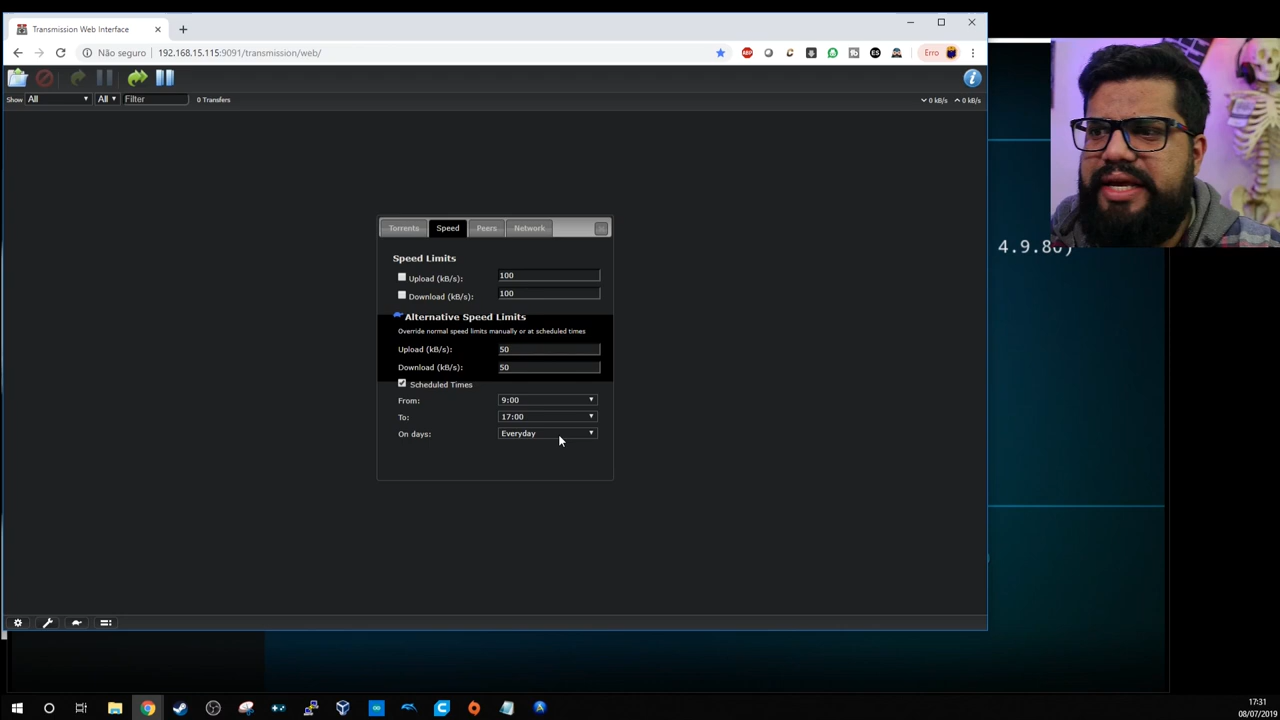 Transmission Web Interface
Não seguro 192.168.15.115:9091/transmission/web/
ABP
ES
Erro
Show All All Filter 0 Transfers 0 kB/s 0 kB/s
Torrents Speed Peers Network
4.9.80)
Speed Limits
Upload (kB/s): 100
Download (kB/s): 100
Alternative Speed Limits
Override normal speed limits manually or at scheduled times
Upload (kB/s): 50
Download (kB/s): 50
Scheduled Times
From: 9:00
To: 17:00
On days: Everyday
17:31
08/07/2019